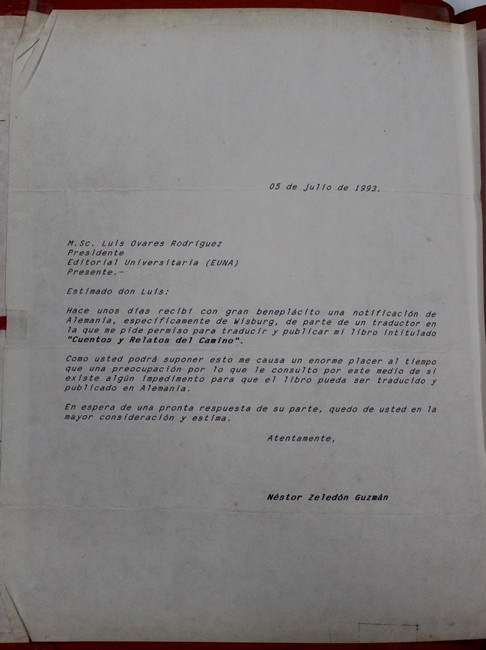 05 de julio de 1993.
M.Sc. Luis Ovares Rodríguez
Presidente
Editorial Universitaria (EUNA)
Presente.-
Estimado don Luis:
Hace unos días recibí con gran beneplácito una notificación de
Alemania, específicamente de Wisburg, de parte de un traductor en
la que me pide permiso para traducir y publicar mi libro intitulado
"Cuentos y Relatos del Camino".
Como usted podrá suponer esto me causa un enorme placer al tiempo
que una preocupación por lo que le consulto por este medio de si
existe algún impedimento para que el libro pueda ser traducido y
publicado en Alemania.
En espera de una pronta respuesta de su parte, quedo de usted en la
mayor consideración y estima.
Atentamente,
Néstor Zeledón Guzmán